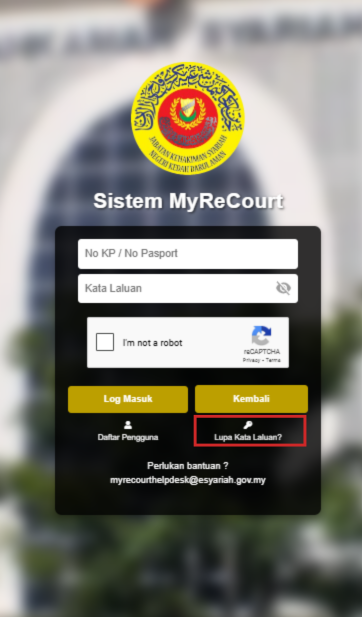 JABATAN KEHAKIMAN SYARIAH
NEGERI KEDAH DARUL AMAN
Sistem MyReCourt
No KP / No Pasport
Kata Laluan
I'm not a robot
reCAPTCHA
Privacy - Terms
Log Masuk
Kembali
Daftar Pengguna
Lupa Kata Laluan?
Perlukan bantuan ?
myrecourthelpdesk@esyariah.gov.my